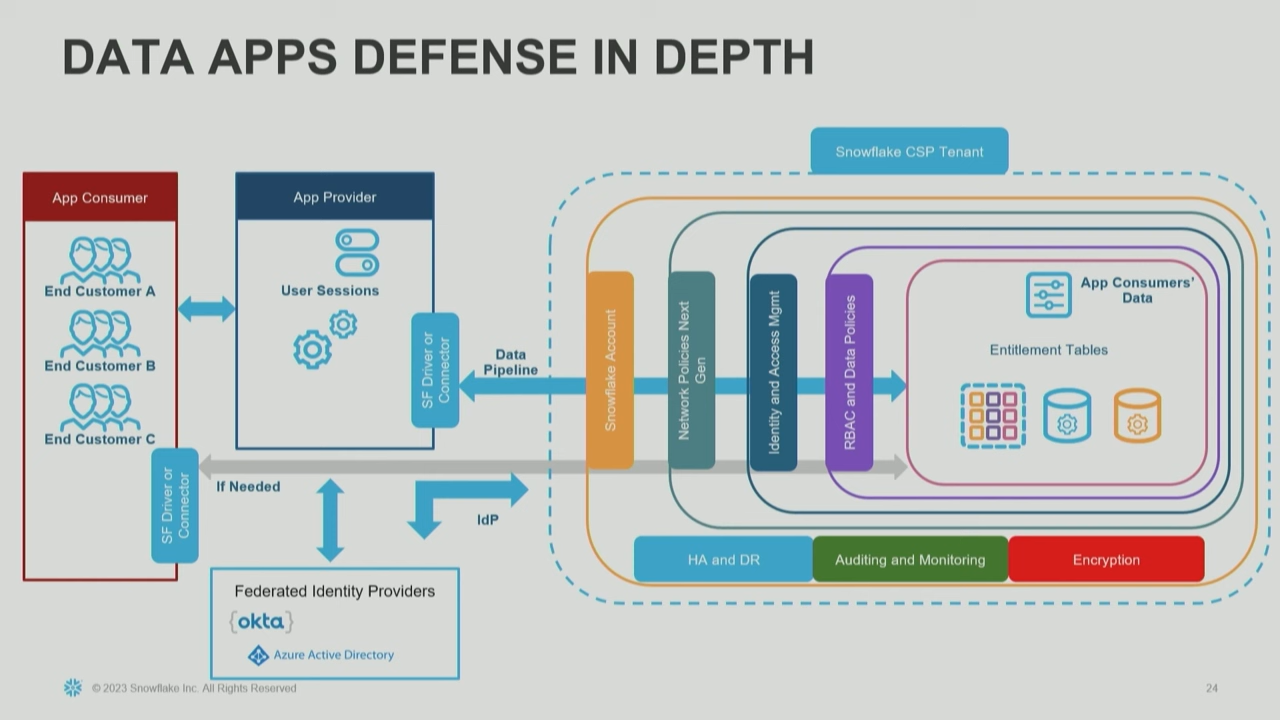 DATA APPS DEFENSE IN DEPTH
Snowflake CSP Tenant
App Consumer
End Customer A
End Customer B
End Customer C
SF Driver or
Connector
App Provider
User Sessions
SF Driver or
Connector
Data
Pipeline
If Needed
IdP
Federated Identity Providers
{okta}
Azure Active Directory
Snowflake Account
Network Policies Next
Gen
Identity and Access Mgmt
RBAC and Data Policies
App Consumers'
Data
Entitlement Tables
HA and DR
Auditing and Monitoring
Encryption
© 2023 Snowflake Inc. All Rights Reserved
24